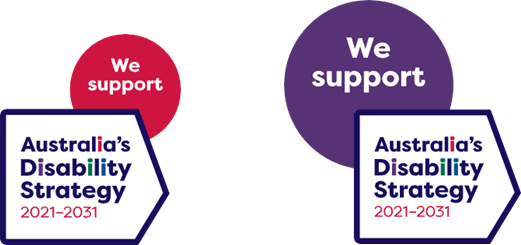 We
support
Australia's
Disability
Strategy
2021–2031
We
support
Australia's
Disability
Strategy
2021–2031